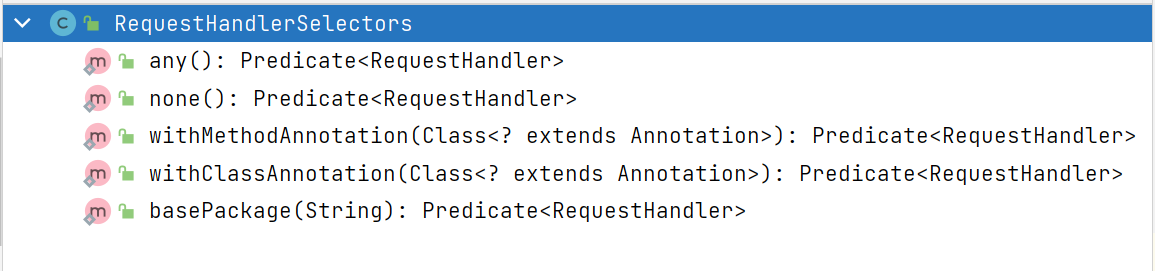 RequestHandlerSelectors
any(): Predicate<RequestHandler>
none(): Predicate<RequestHandler>
withMethodAnnotation(Class<? extends Annotation>): Predicate<RequestHandler>
withClassAnnotation(Class<? extends Annotation>): Predicate<RequestHandler>
basePackage(String): Predicate<RequestHandler>